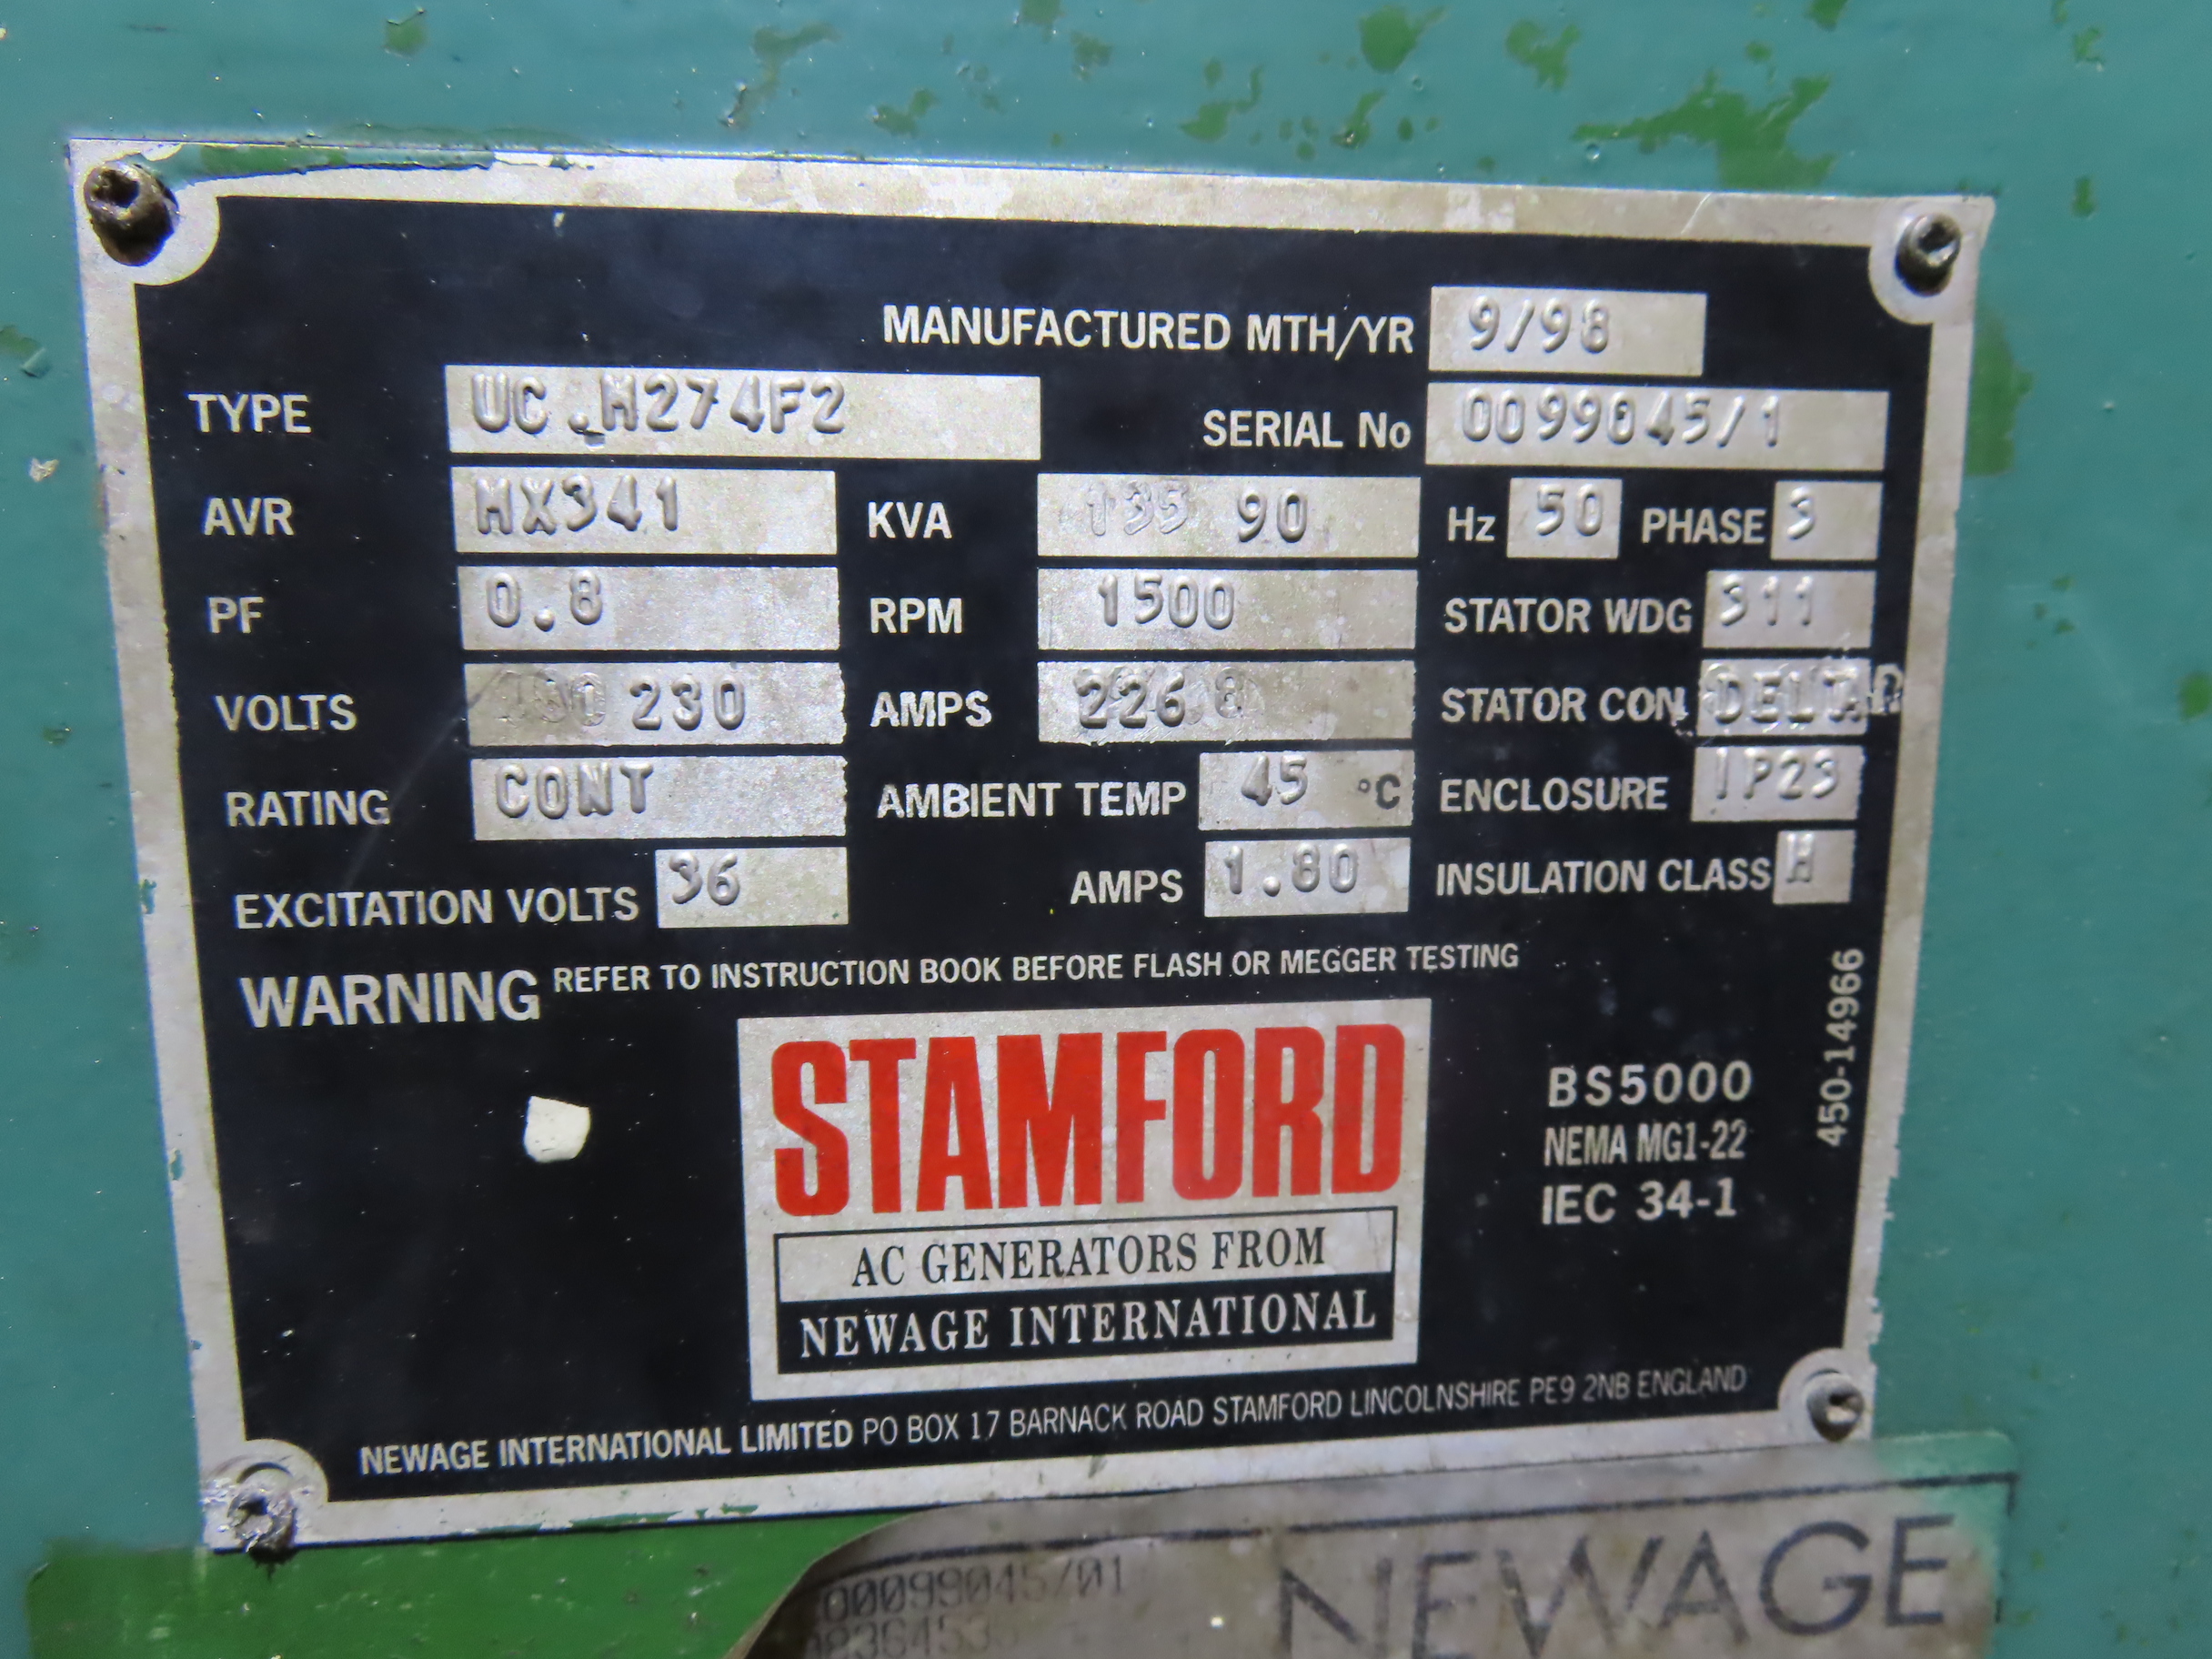 MANUFACTURED MTH/YR 9/98
TYPE UC.M274F2 SERIAL No 0099045/1
AVR MX341 KVA 135 90 Hz 50 PHASE 3
PF 0.8 RPM 1500 STATOR WDG 311
VOLTS 230 AMPS 226 STATOR CON. DELTA
RATING CONT AMBIENT TEMP 45 °C ENCLOSURE IP23
EXCITATION VOLTS 36 AMPS 1.80 INSULATION CLASS H
WARNING REFER TO INSTRUCTION BOOK BEFORE FLASH OR MEGGER TESTING
450-14966
STAMFORD
AC GENERATORS FROM
NEWAGE INTERNATIONAL
BS5000
NEMA MG1-22
IEC 34-1
NEWAGE INTERNATIONAL LIMITED PO BOX 17 BARNACK ROAD STAMFORD LINCOLNSHIRE PE9 2NB ENGLAND
NEWAGE